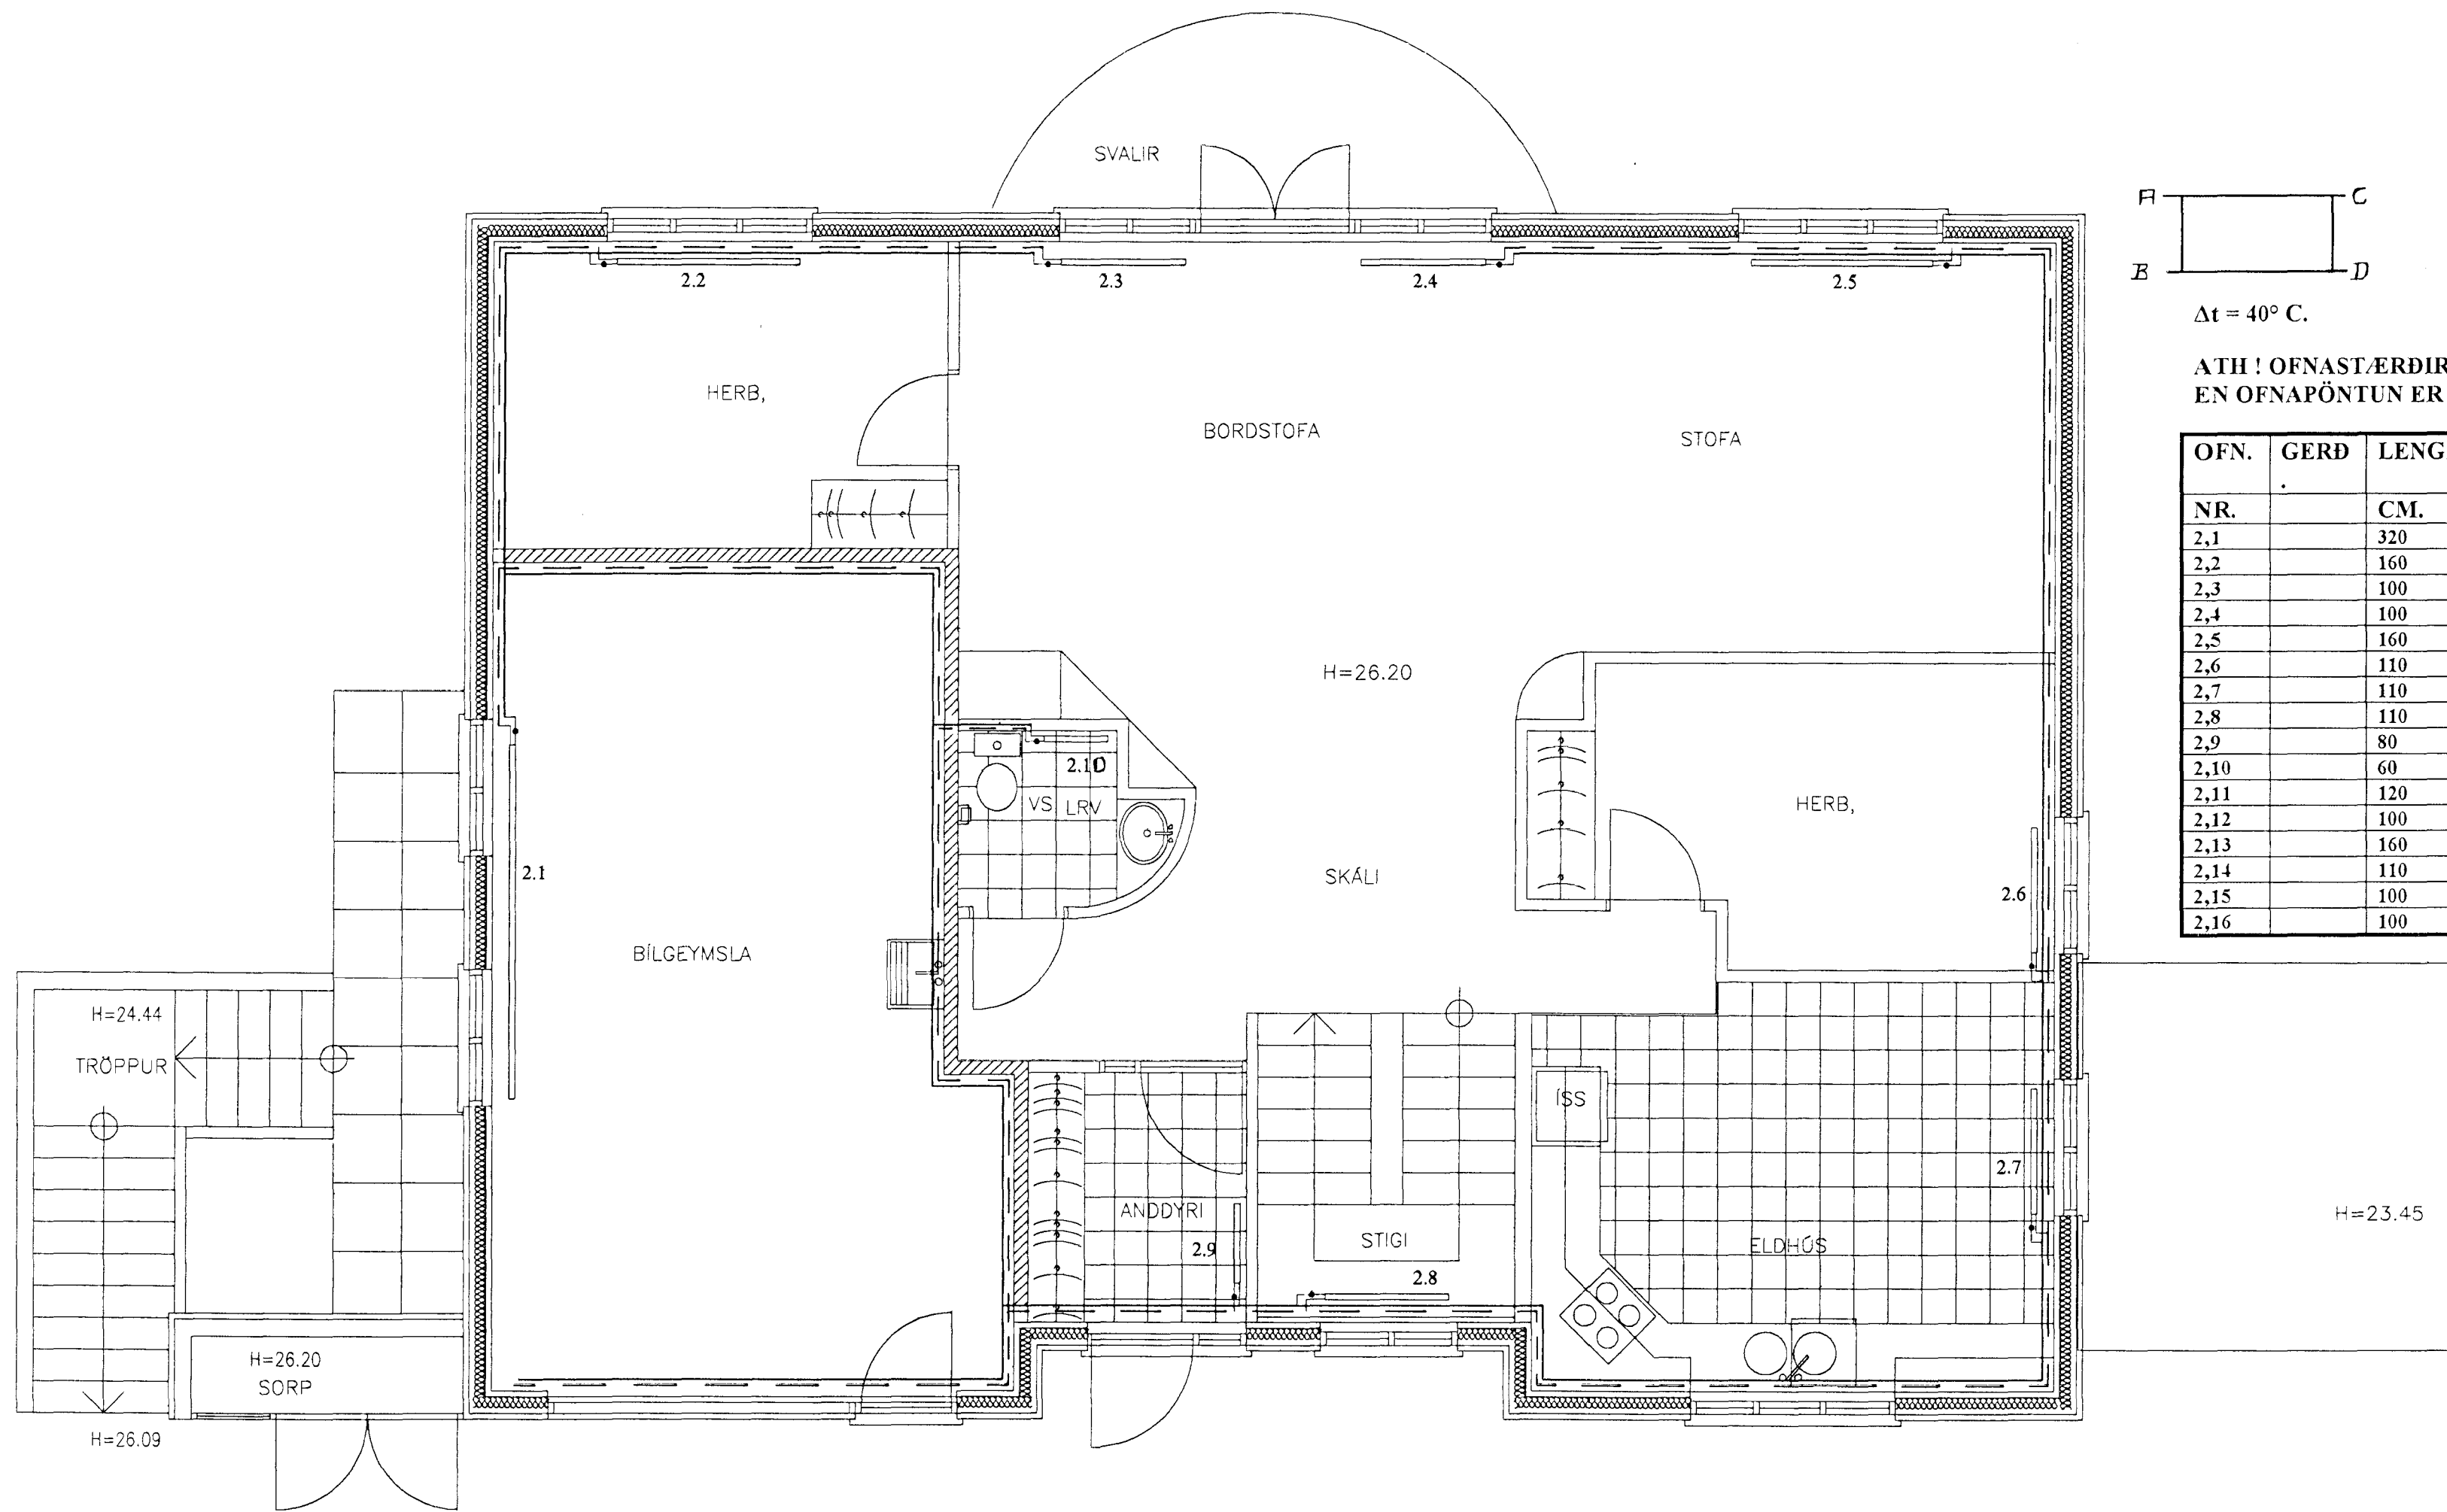 SVALIR
A C
B D
Δt = 40° C.
ATH ! OFNASTÆRÐIR
EN OFNAPÖNTUN ER
2.2
2.3
2.4
2.5
HERB,
BORDSTOFA
STOFA
OFN. GERÐ LENG
NR. CM.
2,1 320
2,2 160
2,3 100
2,4 100
2,5 160
2,6 110
2,7 110
2,8 110
2,9 80
2,10 60
2,11 120
2,12 100
2,13 160
2,14 110
2,15 100
2,16 100
H=26.20
2.10
VS LRV
HERB,
2.1
SKÁLI
2.6
BÍLGEYMSLA
H=24.44
TRÖPPUR
ÍSS
2.7
ANDDYRI
H=23.45
2.9
STIGI
ELDHÚS
2.8
H=26.20
SORP
H=26.09